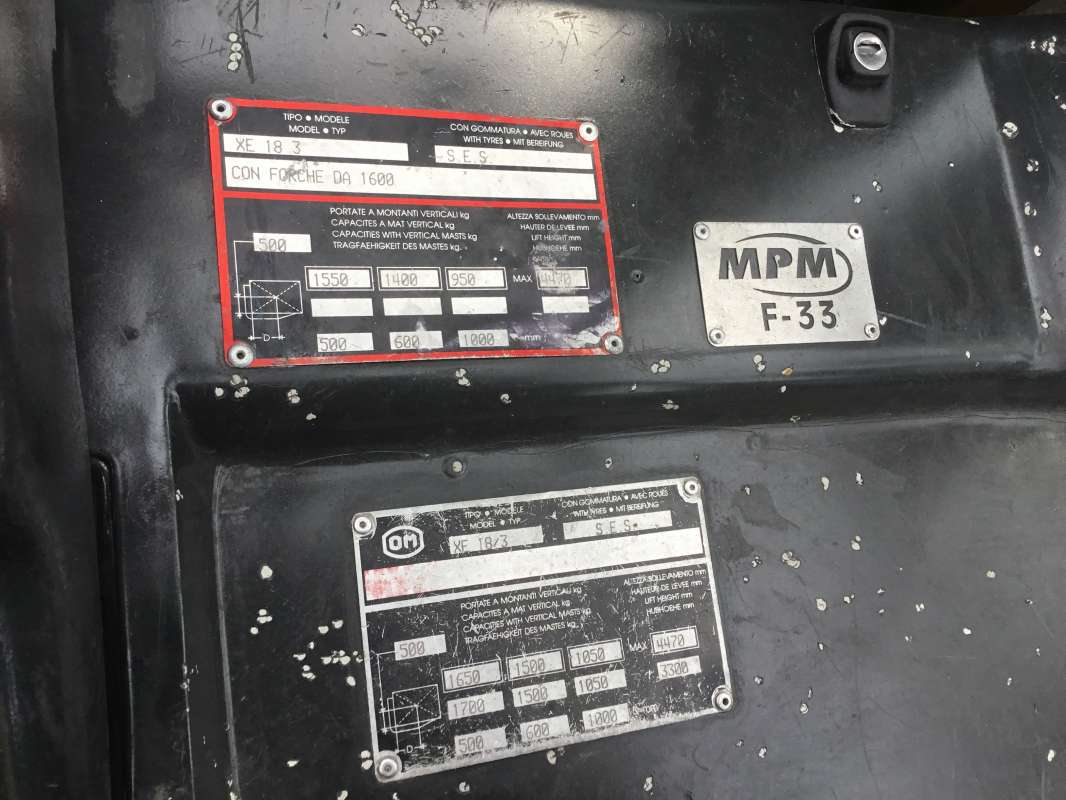 TIPO • MODELE
MODEL • TYP
XE 18 3
CON GOMMATURA • AVEC ROUES
WITH TYRES • MIT BEREIFUNG
S.E.S.
CON FORCHE DA 1600
PORTATE A MONTANTI VERTICALI kg
CAPACITES A MAT VERTICAL kg
CAPACITIES WITH VERTICAL MASTS kg
TRAGFAEHIGKEIT DES MASTES kg.
ALTEZZA SOLLEVAMENTO mm
HAUTEUR DE LEVEE mm
LIFT HEIGHT mm
HUBHOEHE mm
500
1550 1400 950 MAX 4470
D 500 600 1000 mm
MPM
F-33
OM
TIPO • MODELE
MODEL • TYP
XE 18/3
CON GOMMATURA • AVEC ROUES
WITH TYRES • MIT BEREIFUNG
S.E.S.
PORTATE A MONTANTI VERTICALI kg
CAPACITES A MAT VERTICAL kg
CAPACITIES WITH VERTICAL MASTS kg
TRAGFAEHIGKEIT DES MASTES kg.
ALTEZZA SOLLEVAMENTO mm
HAUTEUR DE LEVEE mm
LIFT HEIGHT mm
HUBHOEHE mm
500
1650 1500 1050 MAX 4470
1700 1500 1050 3300
D 500 600 1000